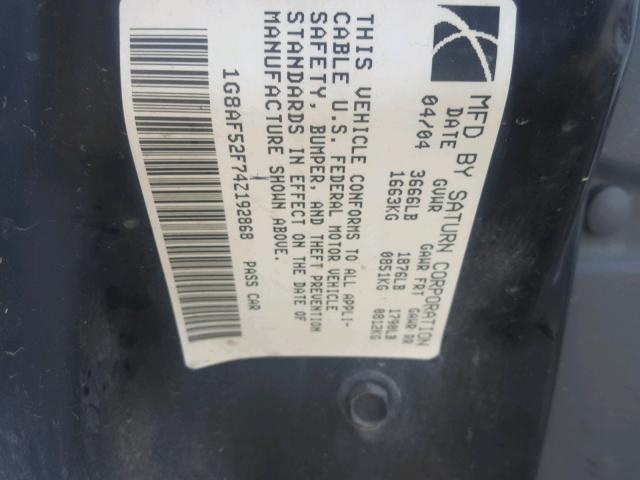 MFD BY SATURN CORPORATION
DATE GVWR GAWR FRT GAWR RR
04/04 3666LB 1876LB 1790LB
1663KG 0851KG 0812KG
THIS VEHICLE CONFORMS TO ALL APPLI-
CABLE U.S. FEDERAL MOTOR VEHICLE
SAFETY, BUMPER, AND THEFT PREVENTION
STANDARDS IN EFFECT ON THE DATE OF
MANUFACTURE SHOWN ABOVE.
1G8AF52F74Z192868 PASS CAR